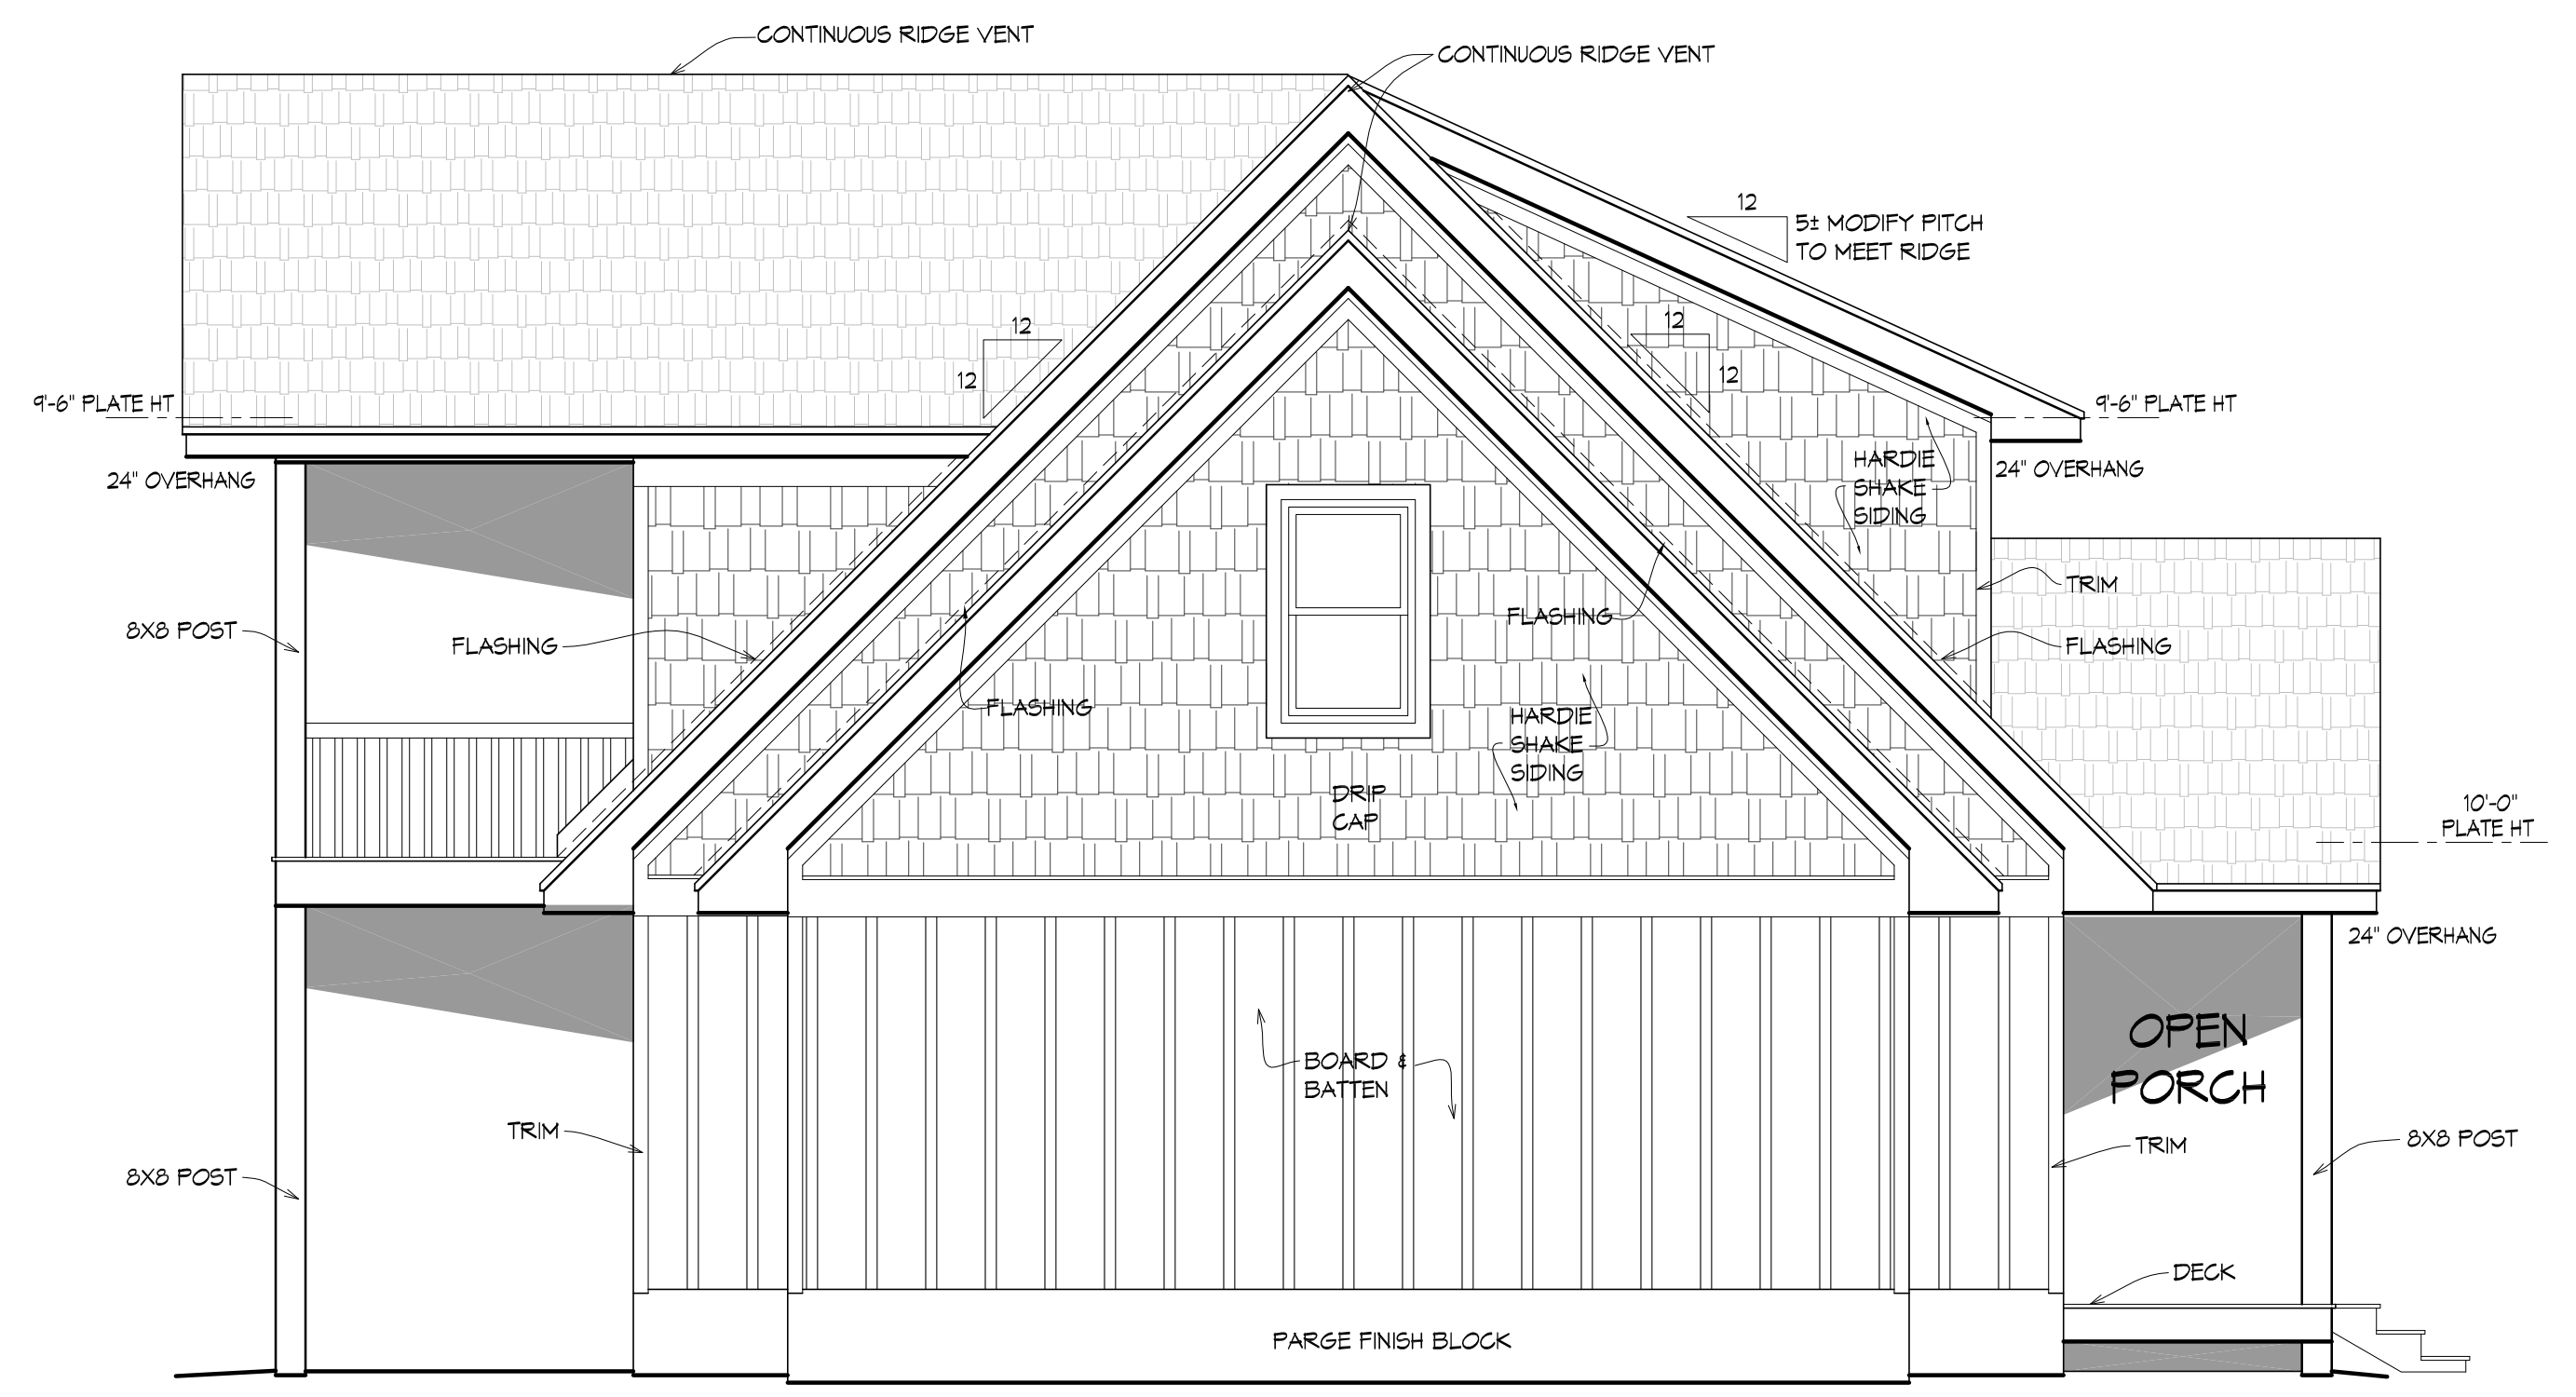 CONTINUOUS RIDGE VENT
CONTINUOUS RIDGE VENT
12
5± MODIFY PITCH
TO MEET RIDGE
12
12
12
12
9'-6" PLATE HT
9'-6" PLATE HT
24" OVERHANG
HARDIE
SHAKE
SIDING
24" OVERHANG
TRIM
8X8 POST
FLASHING
FLASHING
FLASHING
FLASHING
HARDIE
SHAKE
SIDING
DRIP
CAP
10'-0"
PLATE HT
24" OVERHANG
OPEN
PORCH
BOARD &
BATTEN
TRIM
TRIM
8X8 POST
8X8 POST
DECK
PARGE FINISH BLOCK